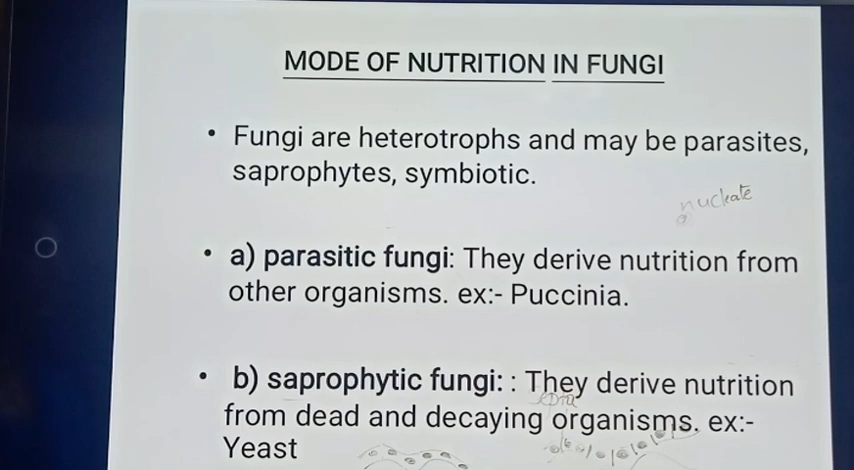 MODE OF NUTRITION IN FUNGI
• Fungi are heterotrophs and may be parasites,
saprophytes, symbiotic.
nucleate
• a) parasitic fungi: They derive nutrition from
other organisms. ex:- Puccinia.
• b) saprophytic fungi: : They derive nutrition
from dead and decaying organisms. ex:-
Yeast